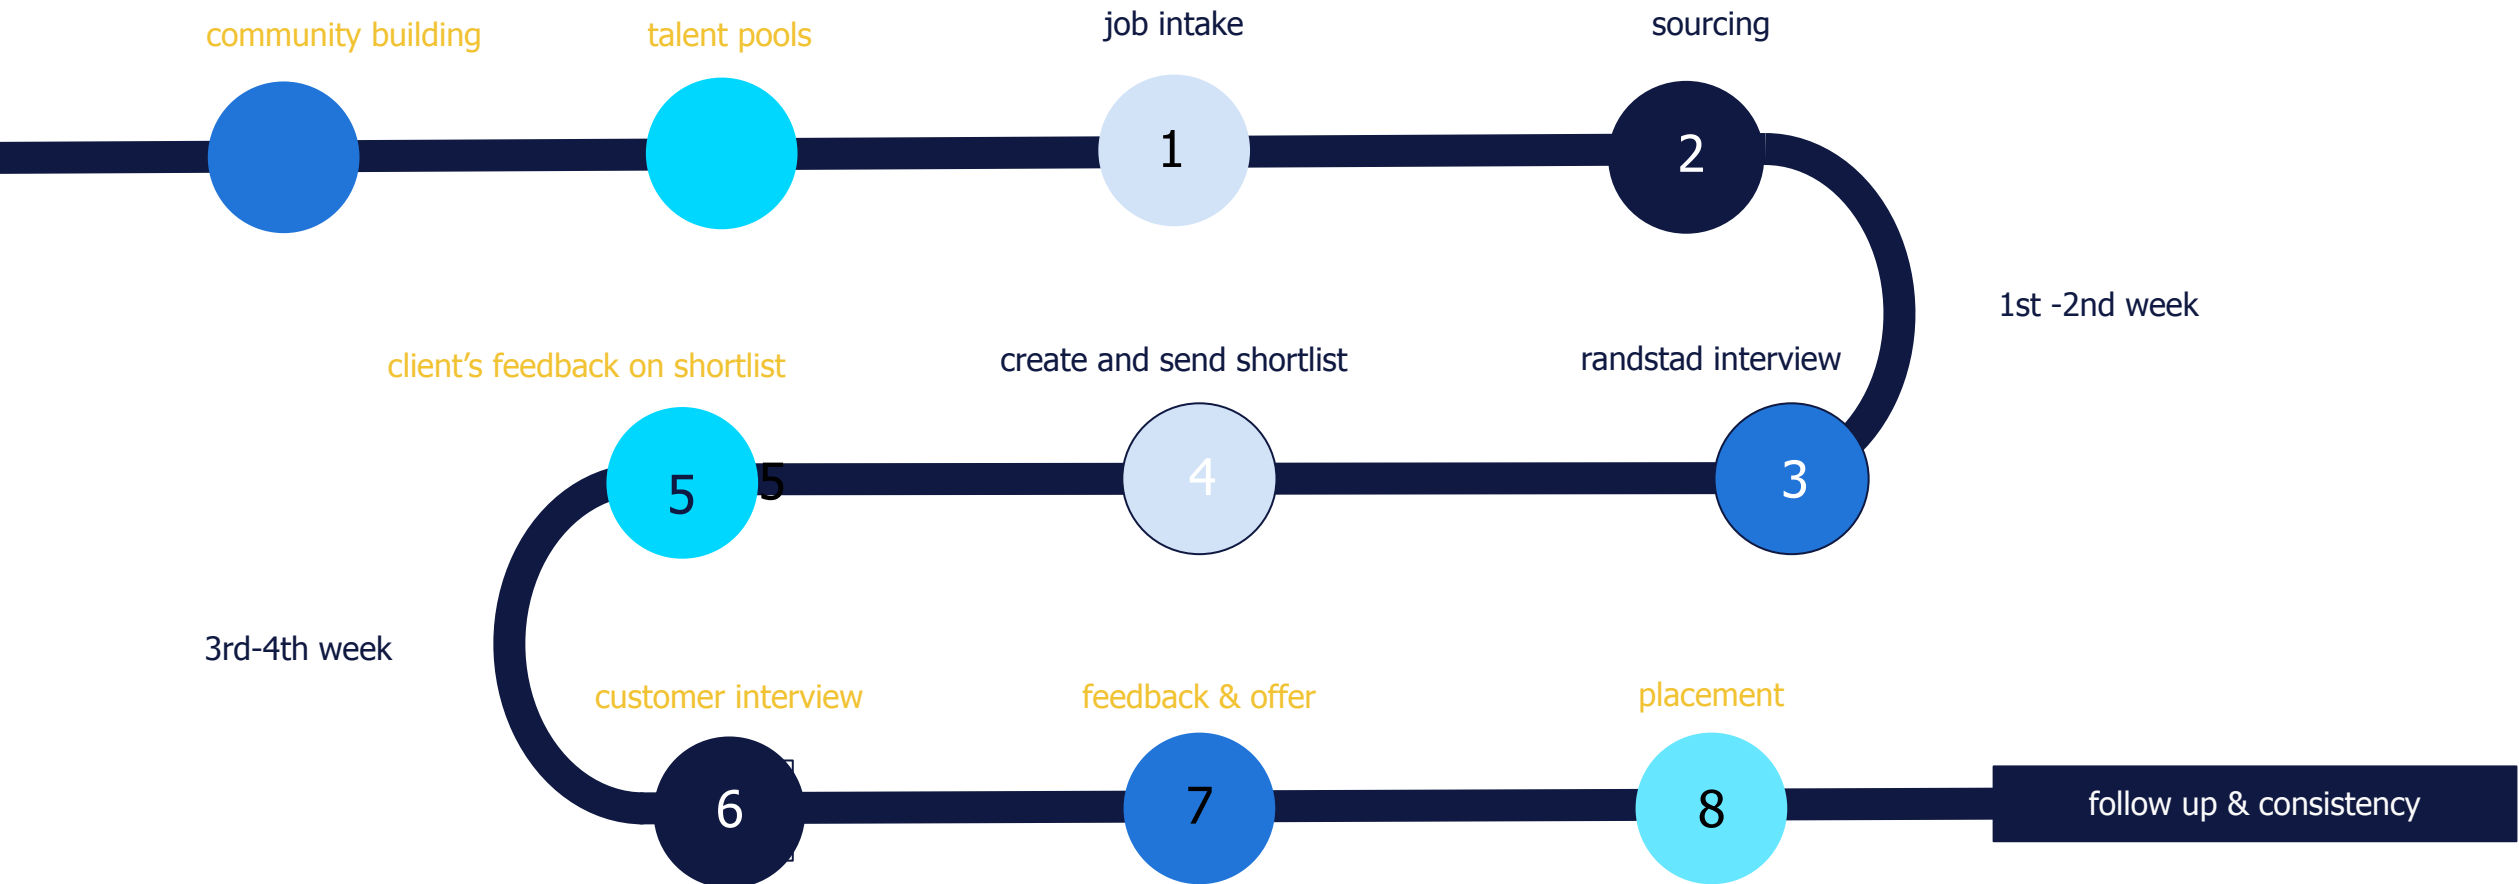 community building
talent pools
job intake
sourcing
1
2
1st -2nd week
client’s feedback on shortlist
create and send shortlist
randstad interview
5
5
4
3
3rd-4th week
customer interview
feedback & offer
placement
6
7
8
follow up & consistency